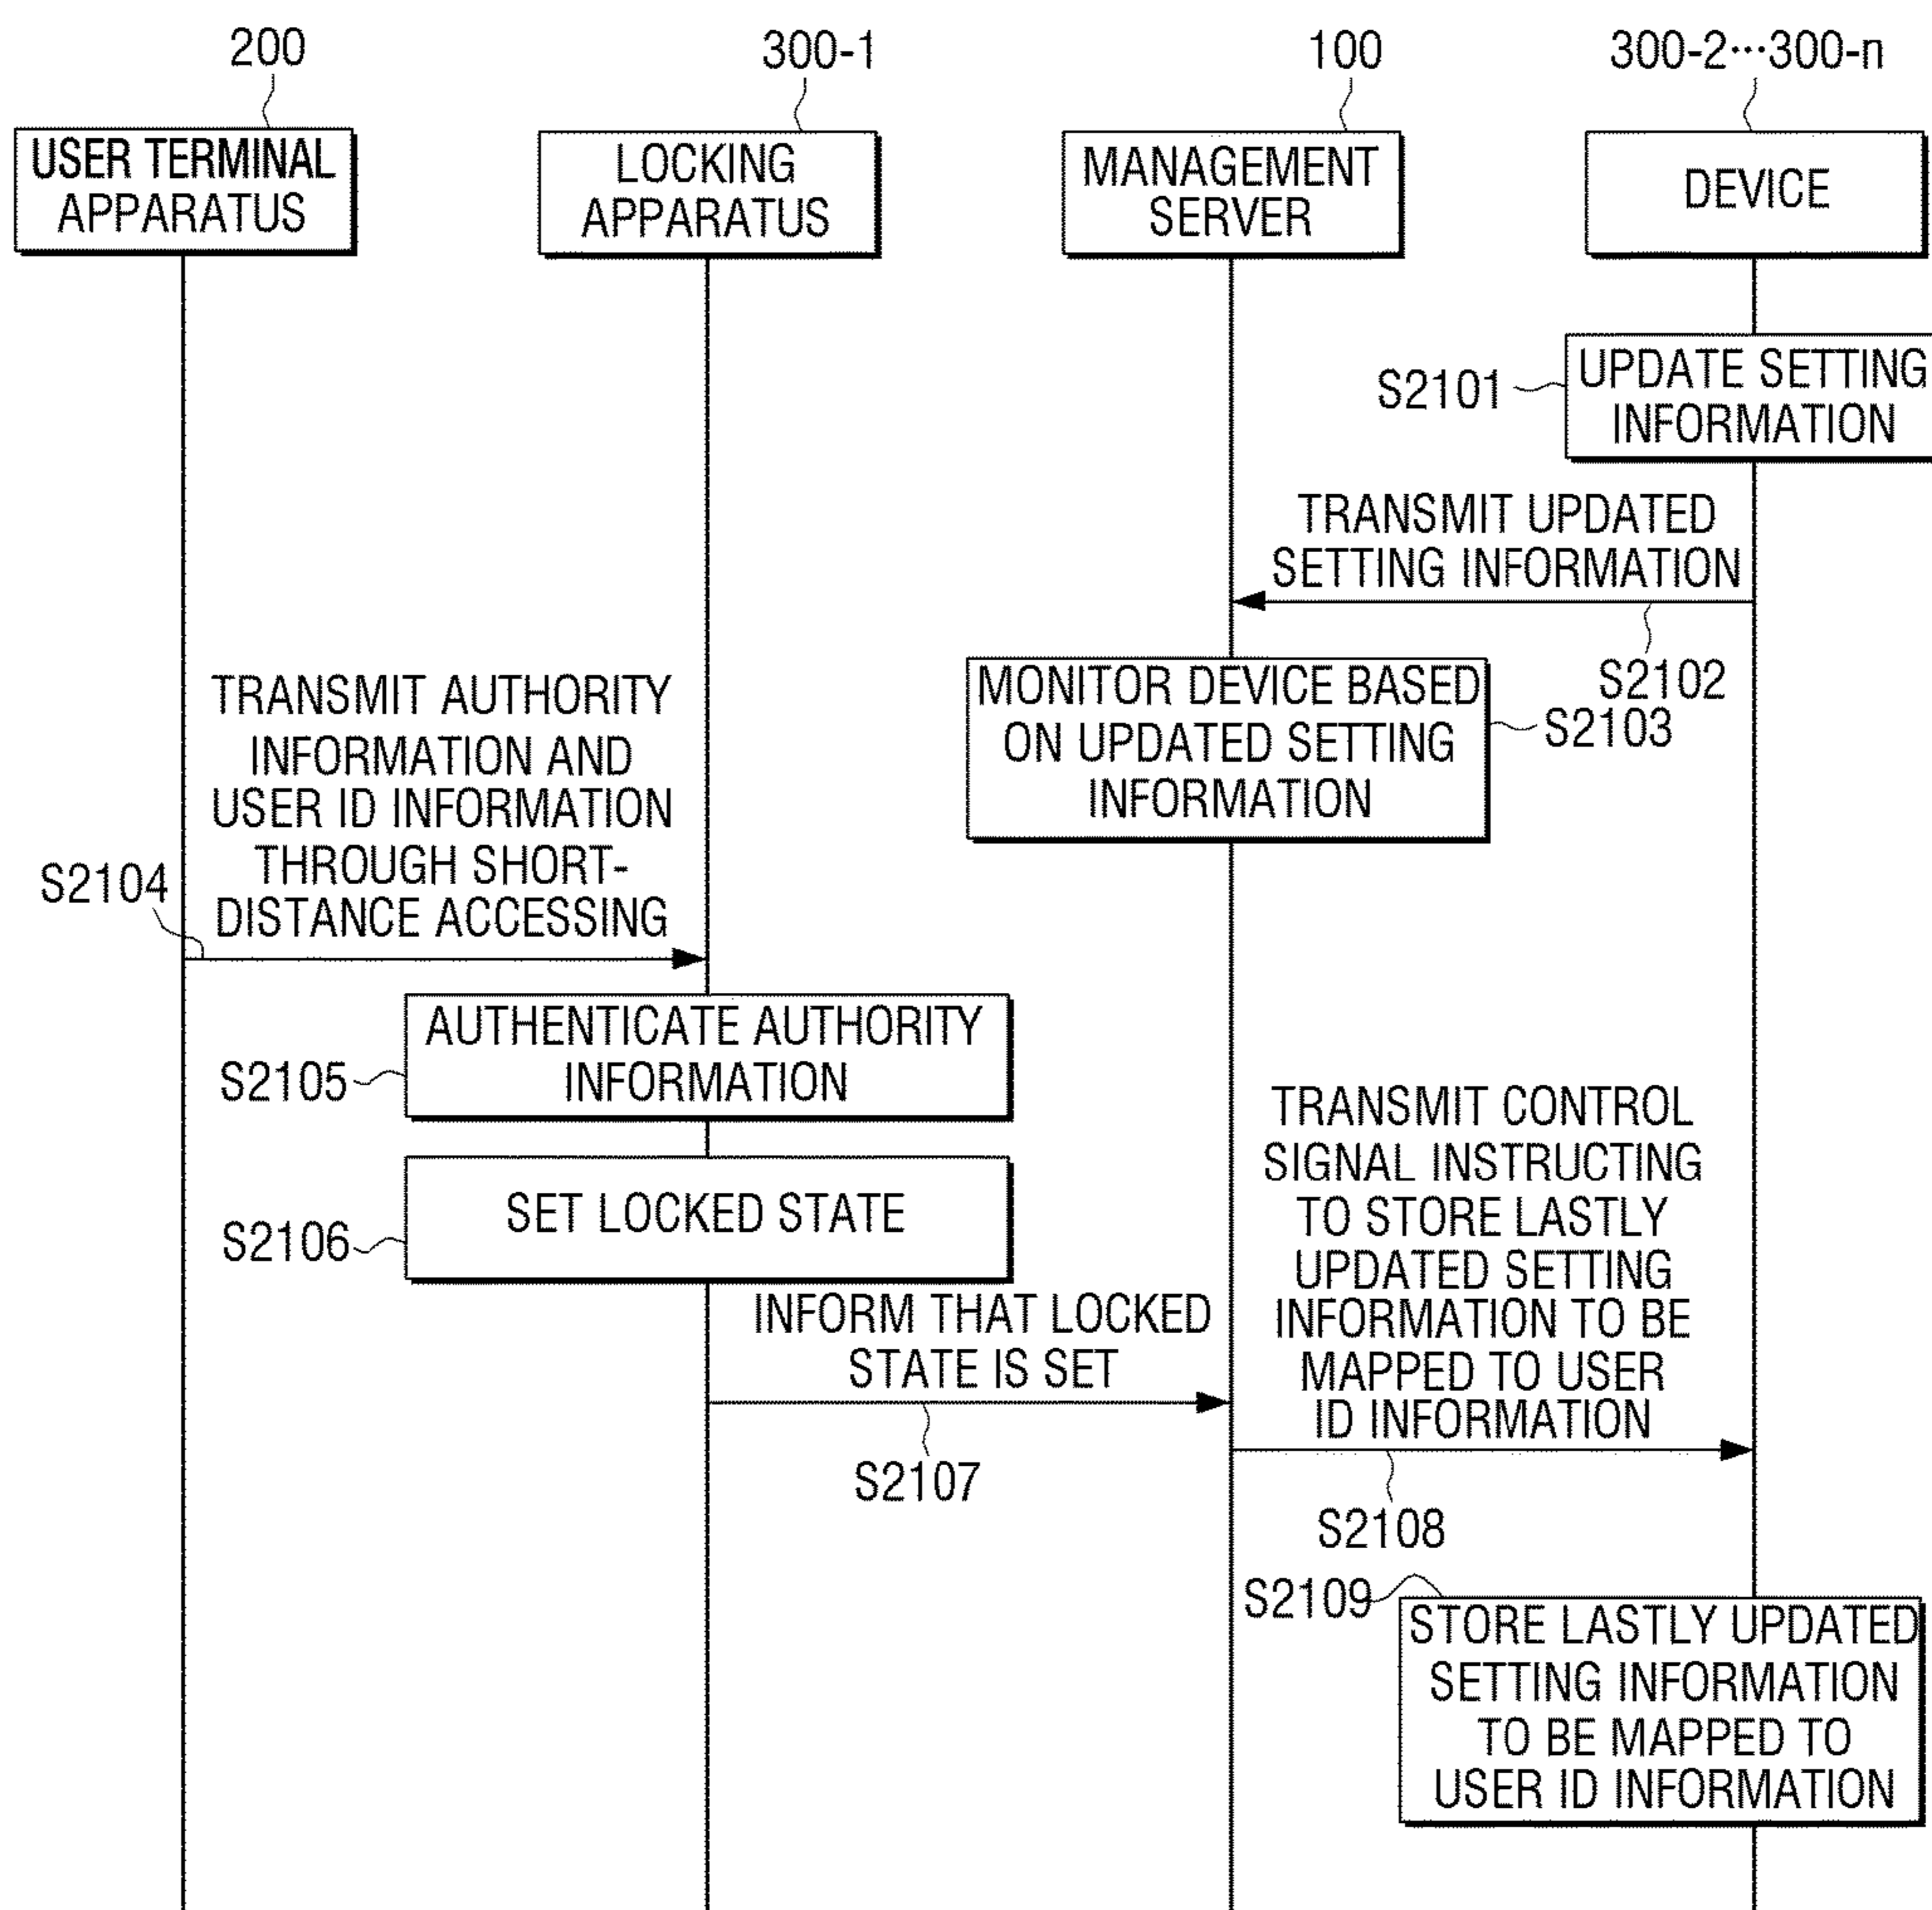 200
300-1
100
300-2···300-n
USER TERMINAL
APPARATUS
LOCKING
APPARATUS
MANAGEMENT
SERVER
DEVICE
S2101
UPDATE SETTING
INFORMATION
TRANSMIT UPDATED
SETTING INFORMATION
S2102
MONITOR DEVICE BASED
ON UPDATED SETTING
INFORMATION
S2103
TRANSMIT AUTHORITY
INFORMATION AND
USER ID INFORMATION
THROUGH SHORT-
DISTANCE ACCESSING
S2104
AUTHENTICATE AUTHORITY
INFORMATION
S2105
SET LOCKED STATE
S2106
INFORM THAT LOCKED
STATE IS SET
S2107
TRANSMIT CONTROL
SIGNAL INSTRUCTING
TO STORE LASTLY
UPDATED SETTING
INFORMATION TO BE
MAPPED TO USER
ID INFORMATION
S2108
S2109
STORE LASTLY UPDATED
SETTING INFORMATION
TO BE MAPPED TO
USER ID INFORMATION